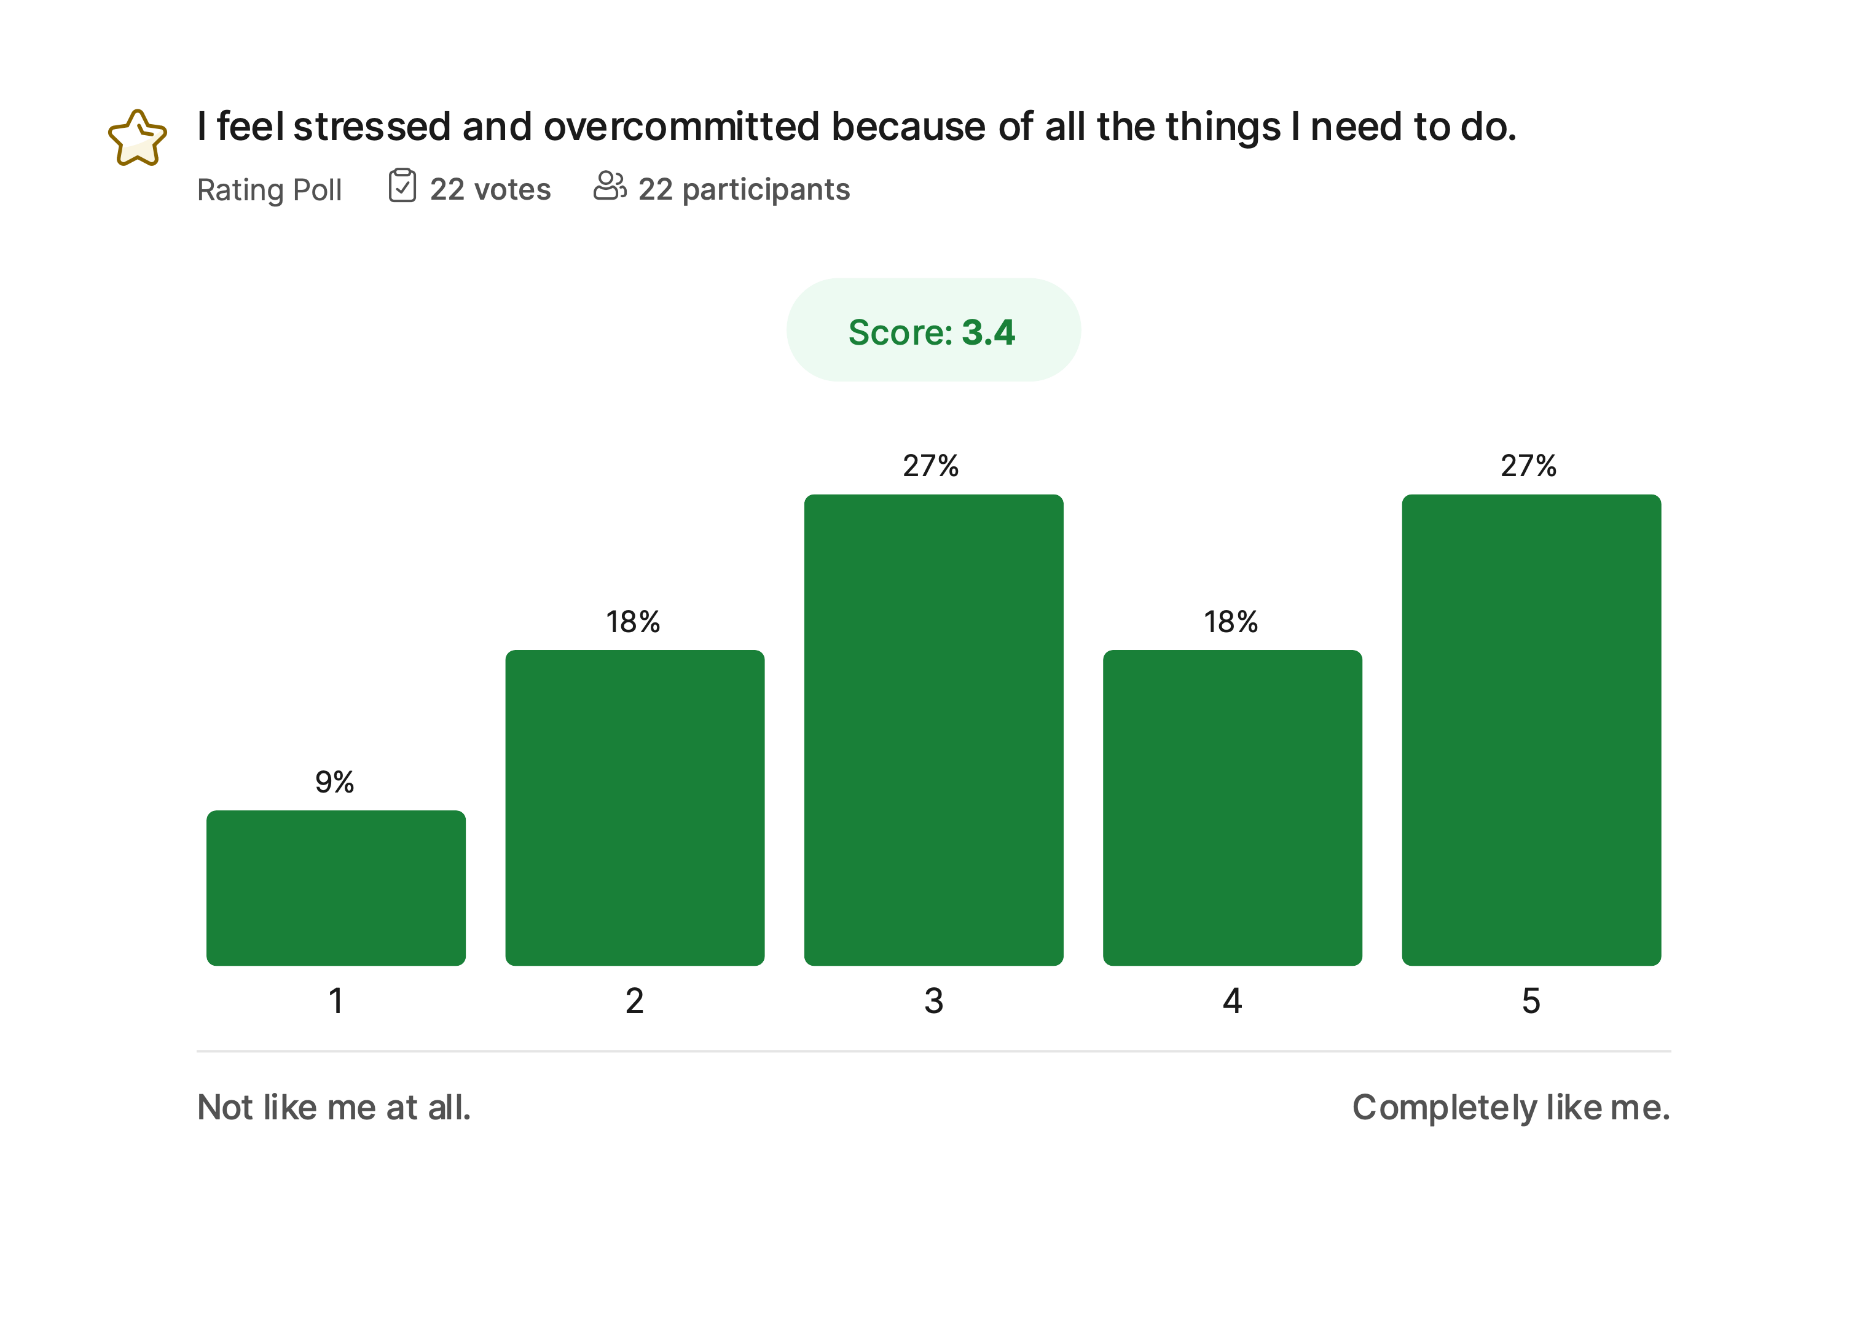 I feel stressed and overcommitted because of all the things I need to do.
Rating Poll 22 votes 22 participants
Score: 3.4
27% 27%
18% 18%
9%
1 2 3 4 5
Not like me at all. Completely like me.